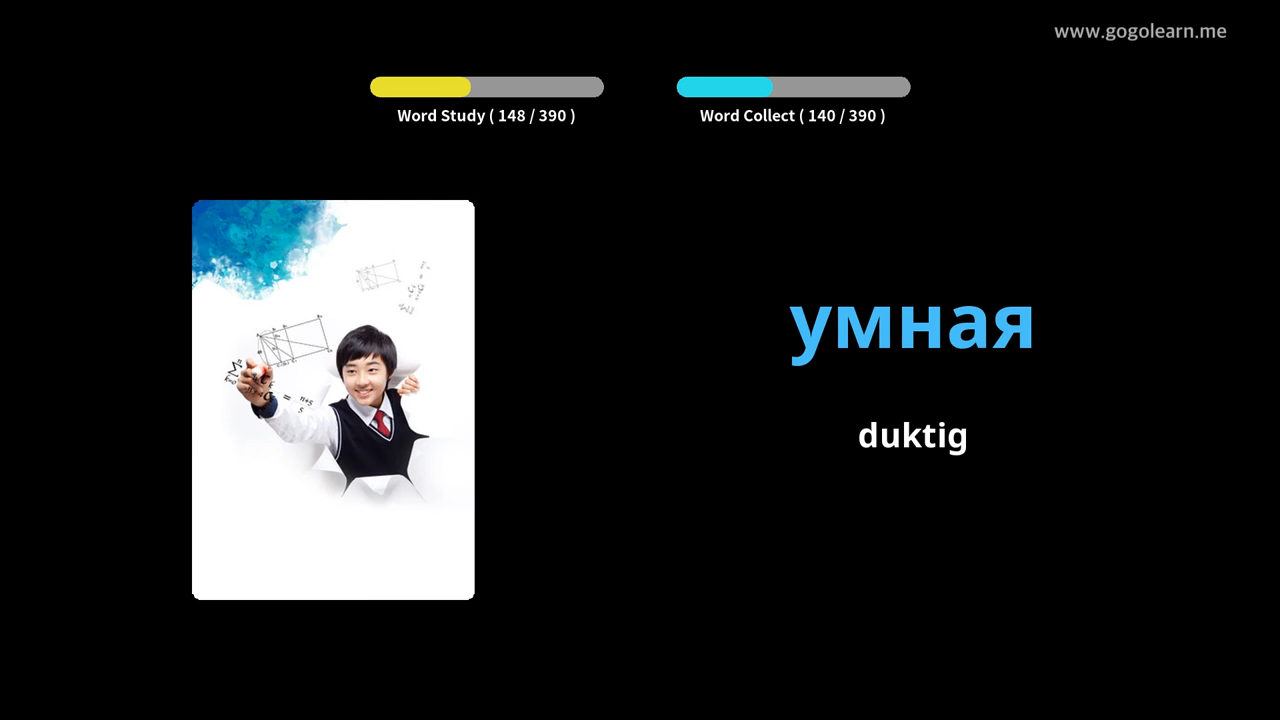 www.gogolearn.me
Word Study ( 148 / 390 )
Word Collect ( 140 / 390 )
умная
duktig